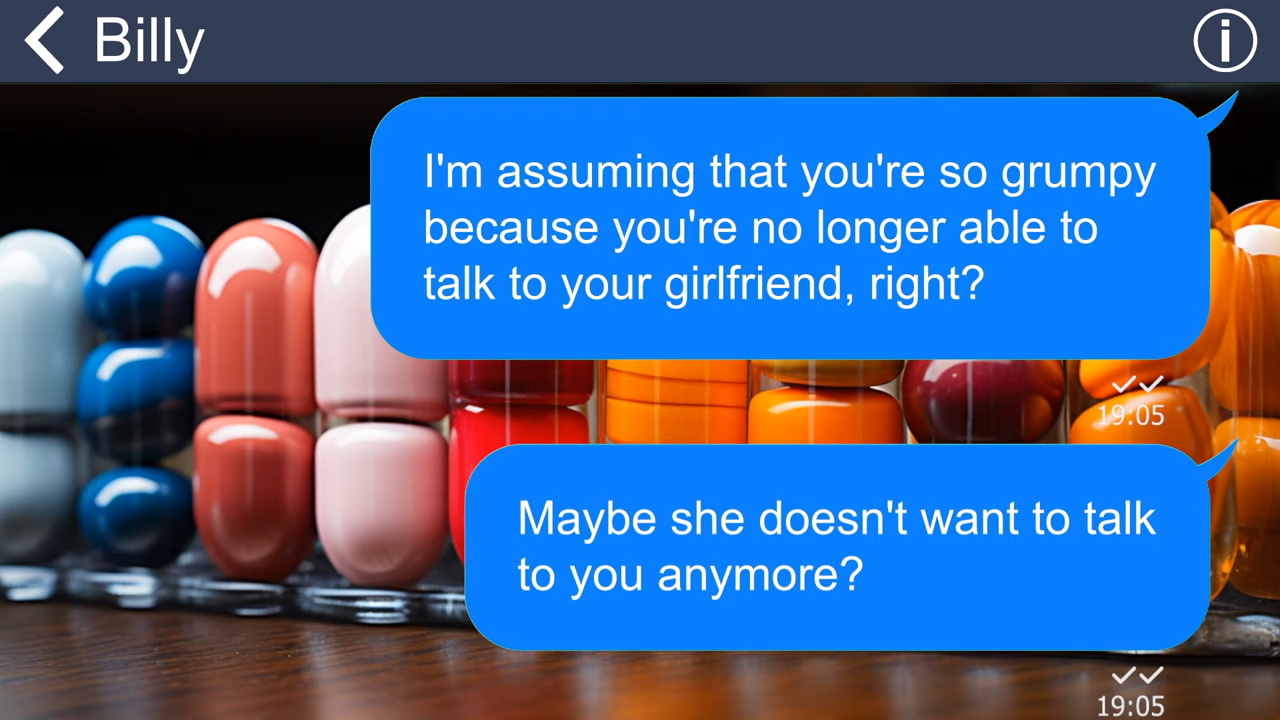 Billy
I'm assuming that you're so grumpy
because you're no longer able to
talk to your girlfriend, right?
19:05
Maybe she doesn't want to talk
to you anymore?
19:05